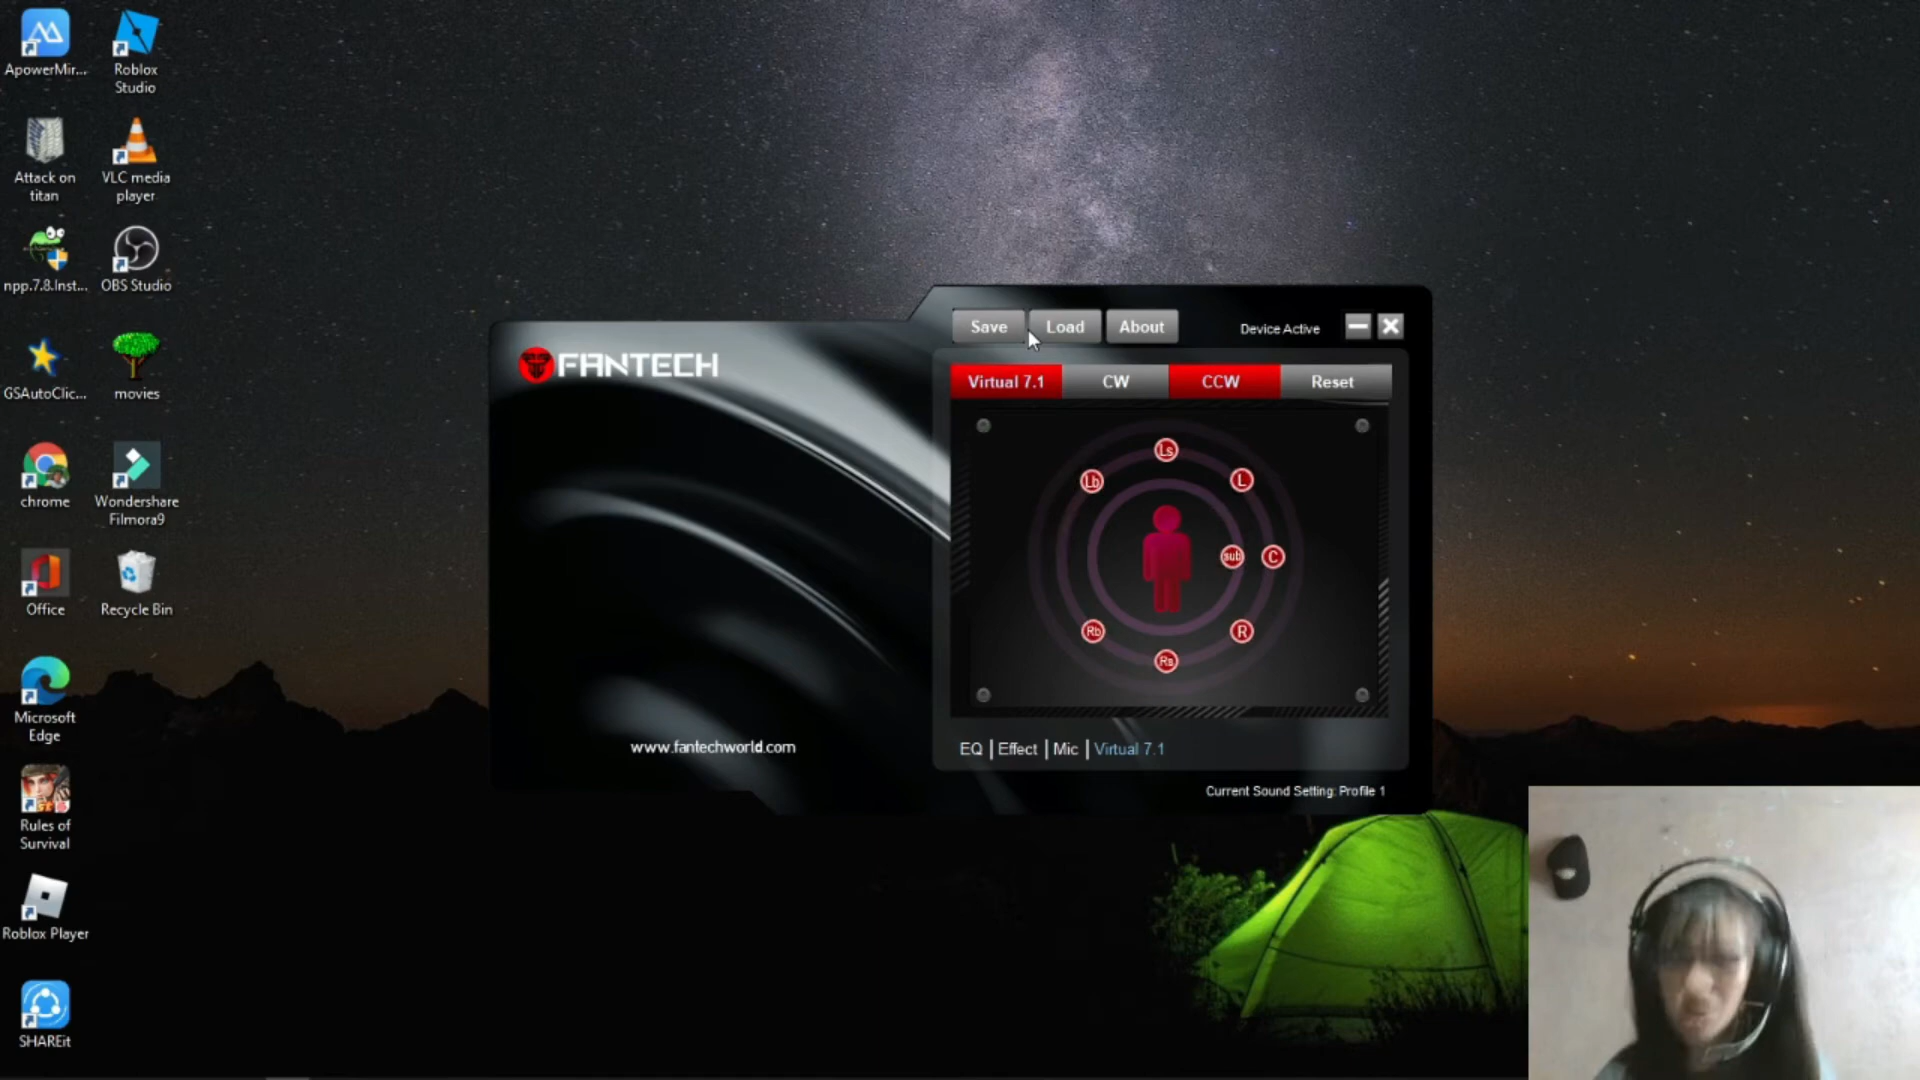 ApowerMir...
Roblox
Studio
Attack on
titan
VLC media
player
npp.7.8.Inst...
OBS Studio
GSAutoClic...
movies
chrome
Wondershare
Filmora9
Office
Recycle Bin
Microsoft
Edge
Rules of
Survival
Roblox Player
SHAREit
FANTECH
www.fantechworld.com
Save Load About Device Active
Virtual 7.1 CW CCW Reset
Ls
Lb L
sub C
Rb R
Rs
EQ | Effect | Mic | Virtual 7.1
Current Sound Setting: Profile 1